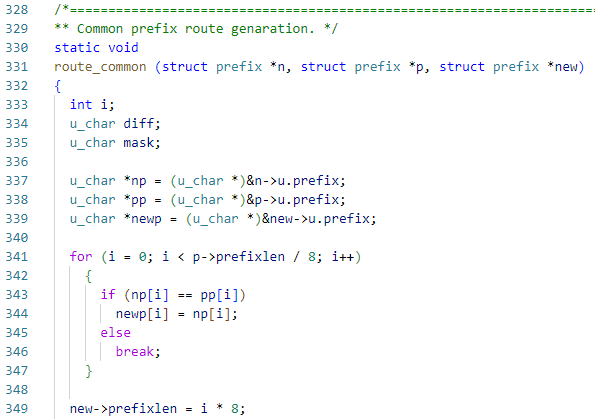 328 /*=====================================================================
329 ** Common prefix route genaration. */
330 static void
331 route_common (struct prefix *n, struct prefix *p, struct prefix *new)
332 {
333   int i;
334   u_char diff;
335   u_char mask;
336
337   u_char *np = (u_char *)&n->u.prefix;
338   u_char *pp = (u_char *)&p->u.prefix;
339   u_char *newp = (u_char *)&new->u.prefix;
340
341   for (i = 0; i < p->prefixlen / 8; i++)
342     {
343       if (np[i] == pp[i])
344         newp[i] = np[i];
345       else
346         break;
347     }
348
349   new->prefixlen = i * 8;